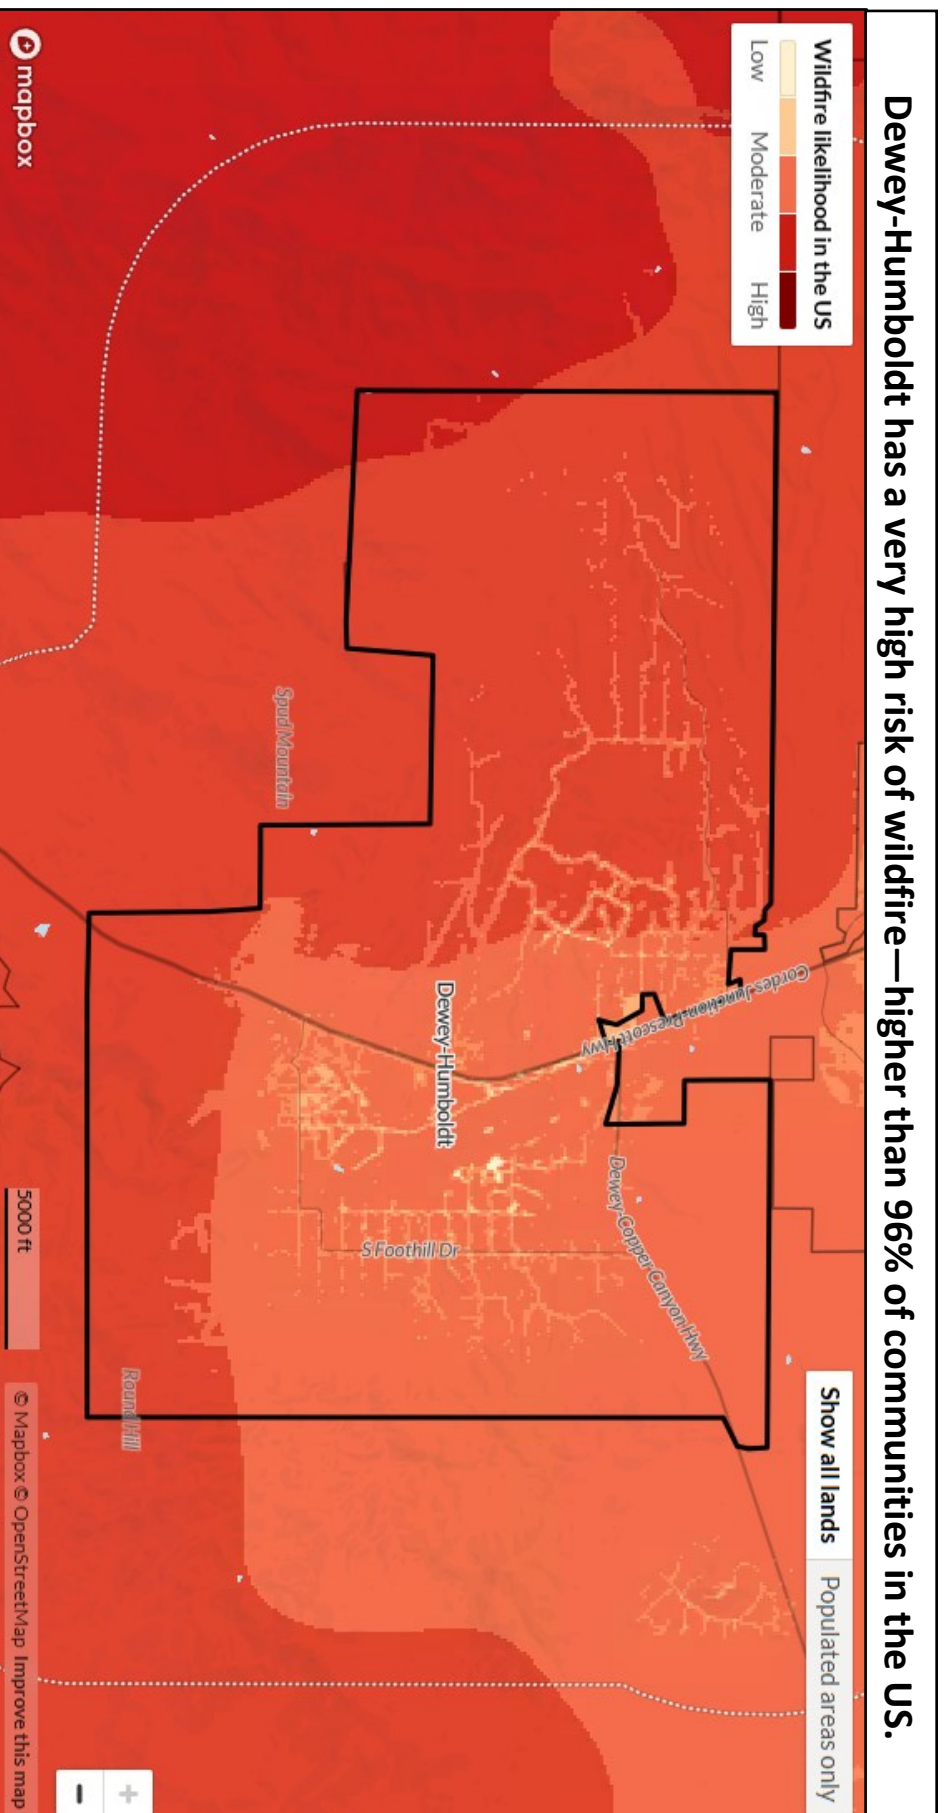 Dewey-Humboldt has a very high risk of wildfire—higher than 96% of communities in the US.
Wildfire likelihood in the US
Low Moderate High
Show all lands
Populated areas only
Cordes Junction-Prescott Hwy
Dewey-Copper Canyon Hwy
Dewey-Humboldt
S Foothill Dr
Spud Mountain
Round Hill
mapbox
5000 ft
© Mapbox © OpenStreetMap Improve this map
+
−